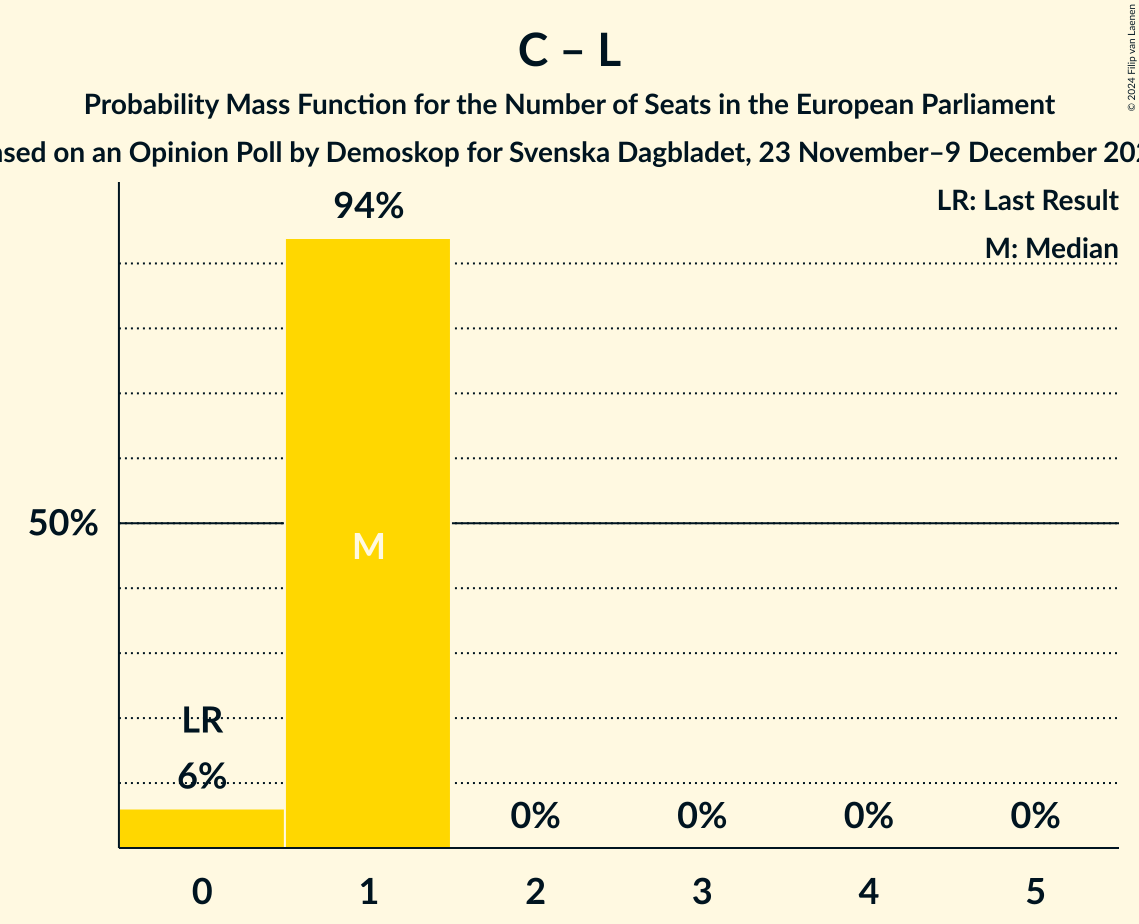 C – L
Probability Mass Function for the Number of Seats in the European Parliament
on an Opinion Poll by Demoskop for Svenska Dagbladet, 23 November–9 December
© 2024 Filip van Laenen
LR: Last Result
M: Median
94%
50%
M
LR
6%
0% 0% 0% 0%
0 1 2 3 4 5